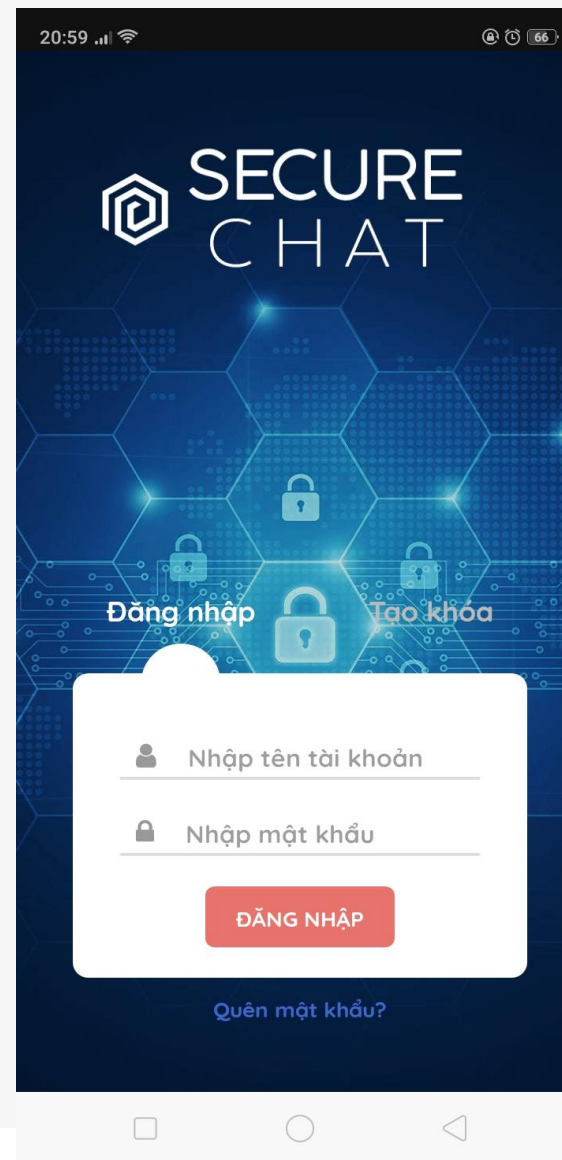 20:59
66
SECURE
CHAT
Đăng nhập
Tạo khóa
Nhập tên tài khoản
Nhập mật khẩu
ĐĂNG NHẬP
Quên mật khẩu?